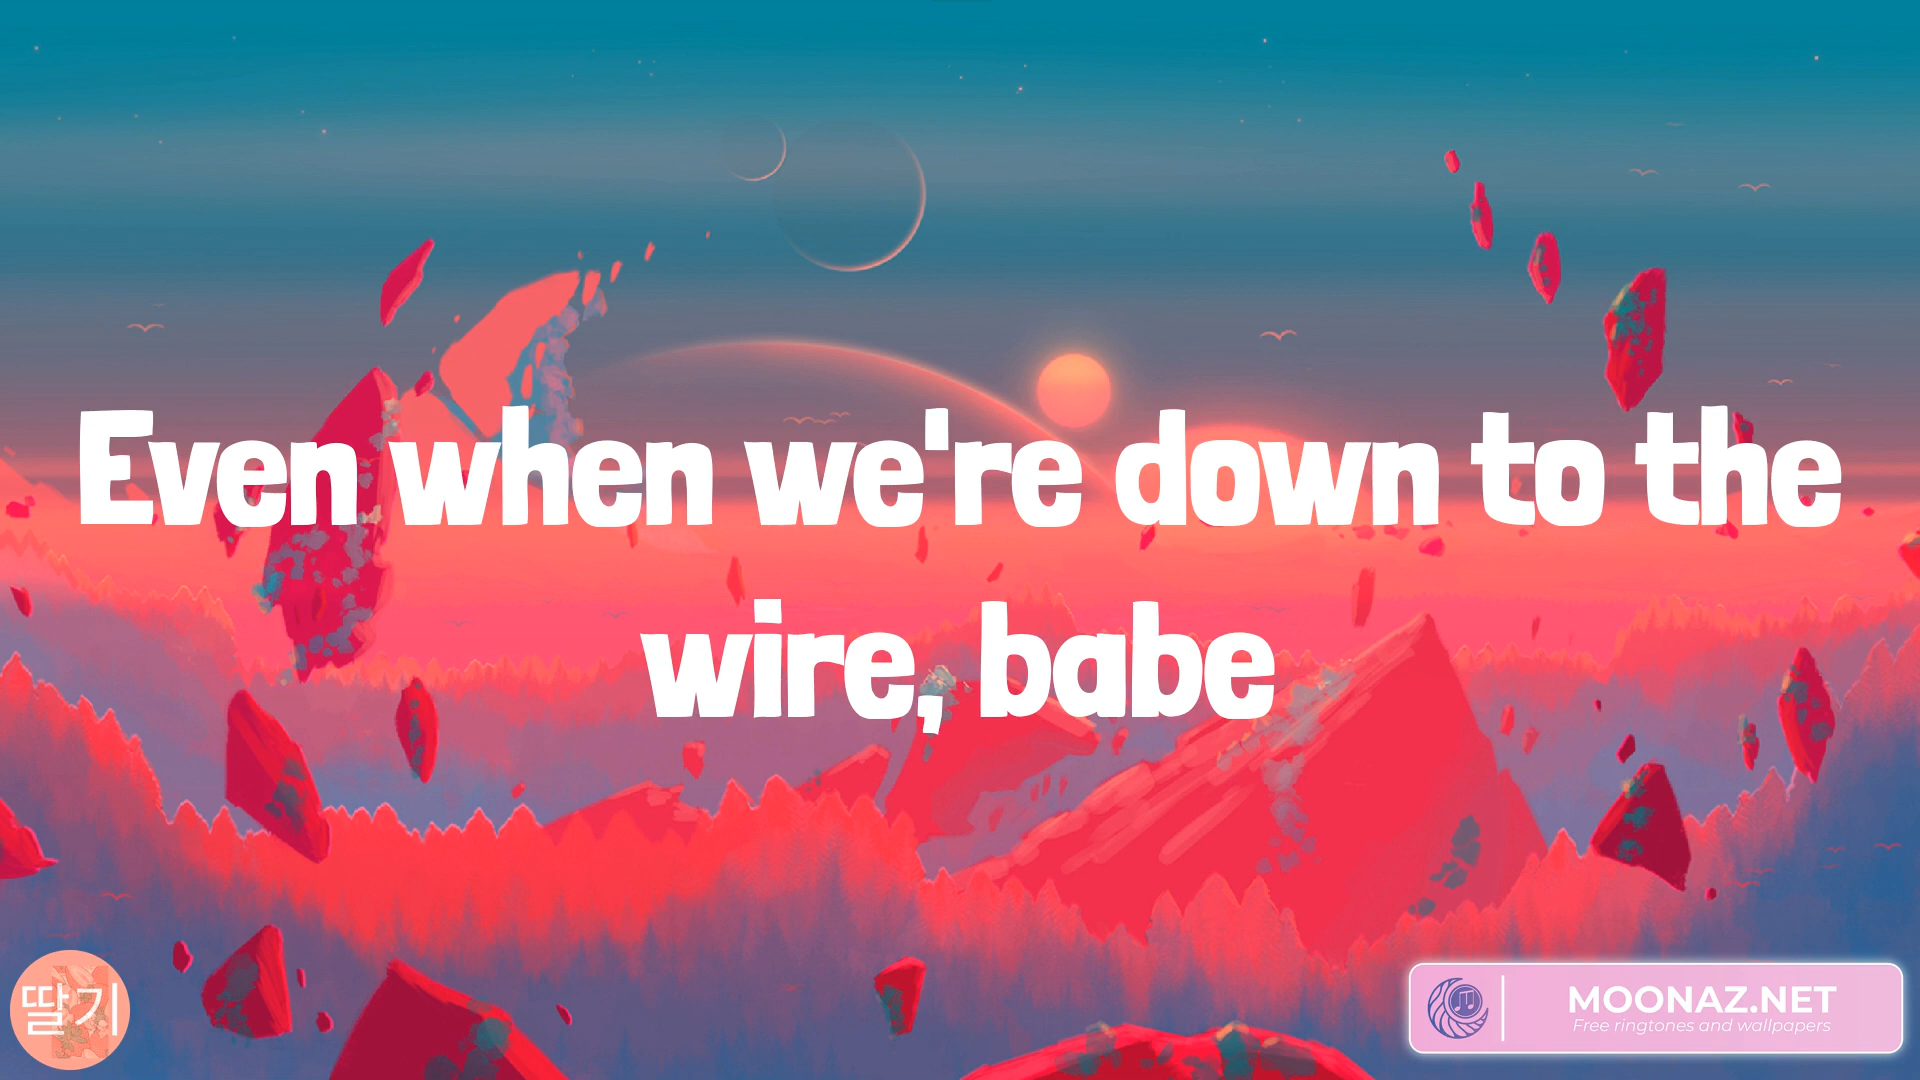 Even when we're down to the
wire, babe
딸기
MOONAZ.NET
Free ringtones and wallpapers